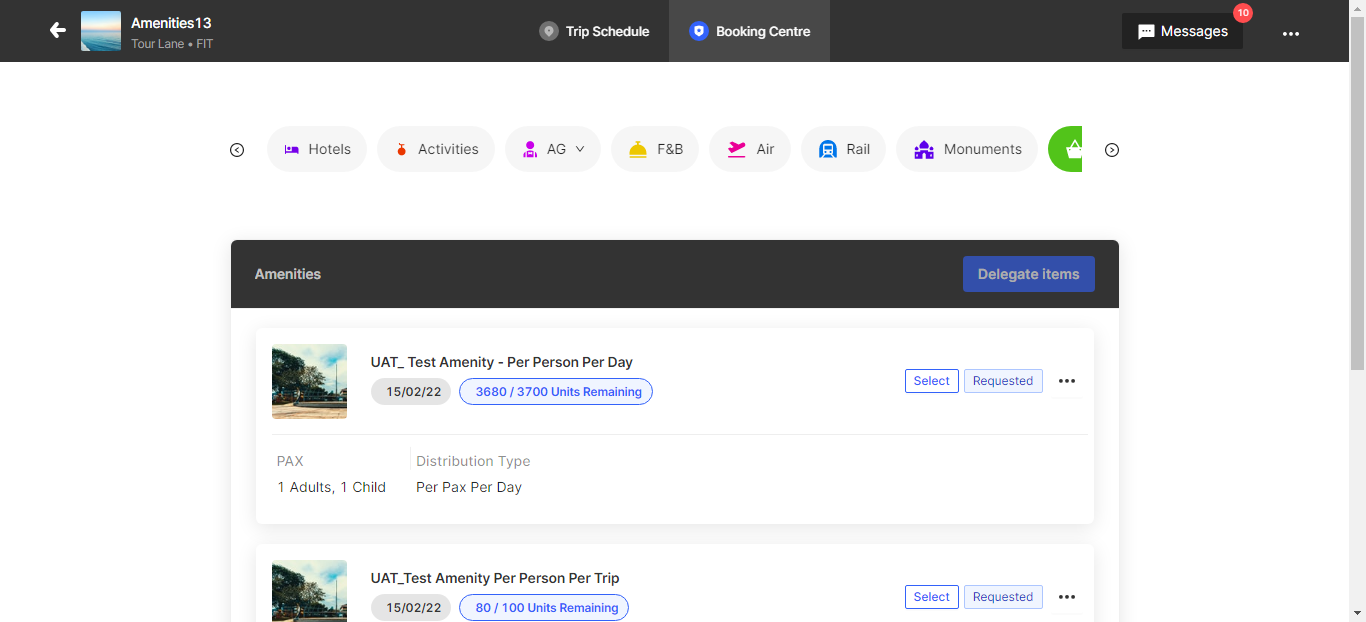 Amenities13
Tour Lane • FIT
Trip Schedule
Booking Centre
Messages
10
Hotels
Activities
AG
F&B
Air
Rail
Monuments
Amenities
Delegate items
UAT_ Test Amenity - Per Person Per Day
15/02/22
3680 / 3700 Units Remaining
Select
Requested
PAX
Distribution Type
1 Adults, 1 Child
Per Pax Per Day
UAT_Test Amenity Per Person Per Trip
15/02/22
80 / 100 Units Remaining
Select
Requested